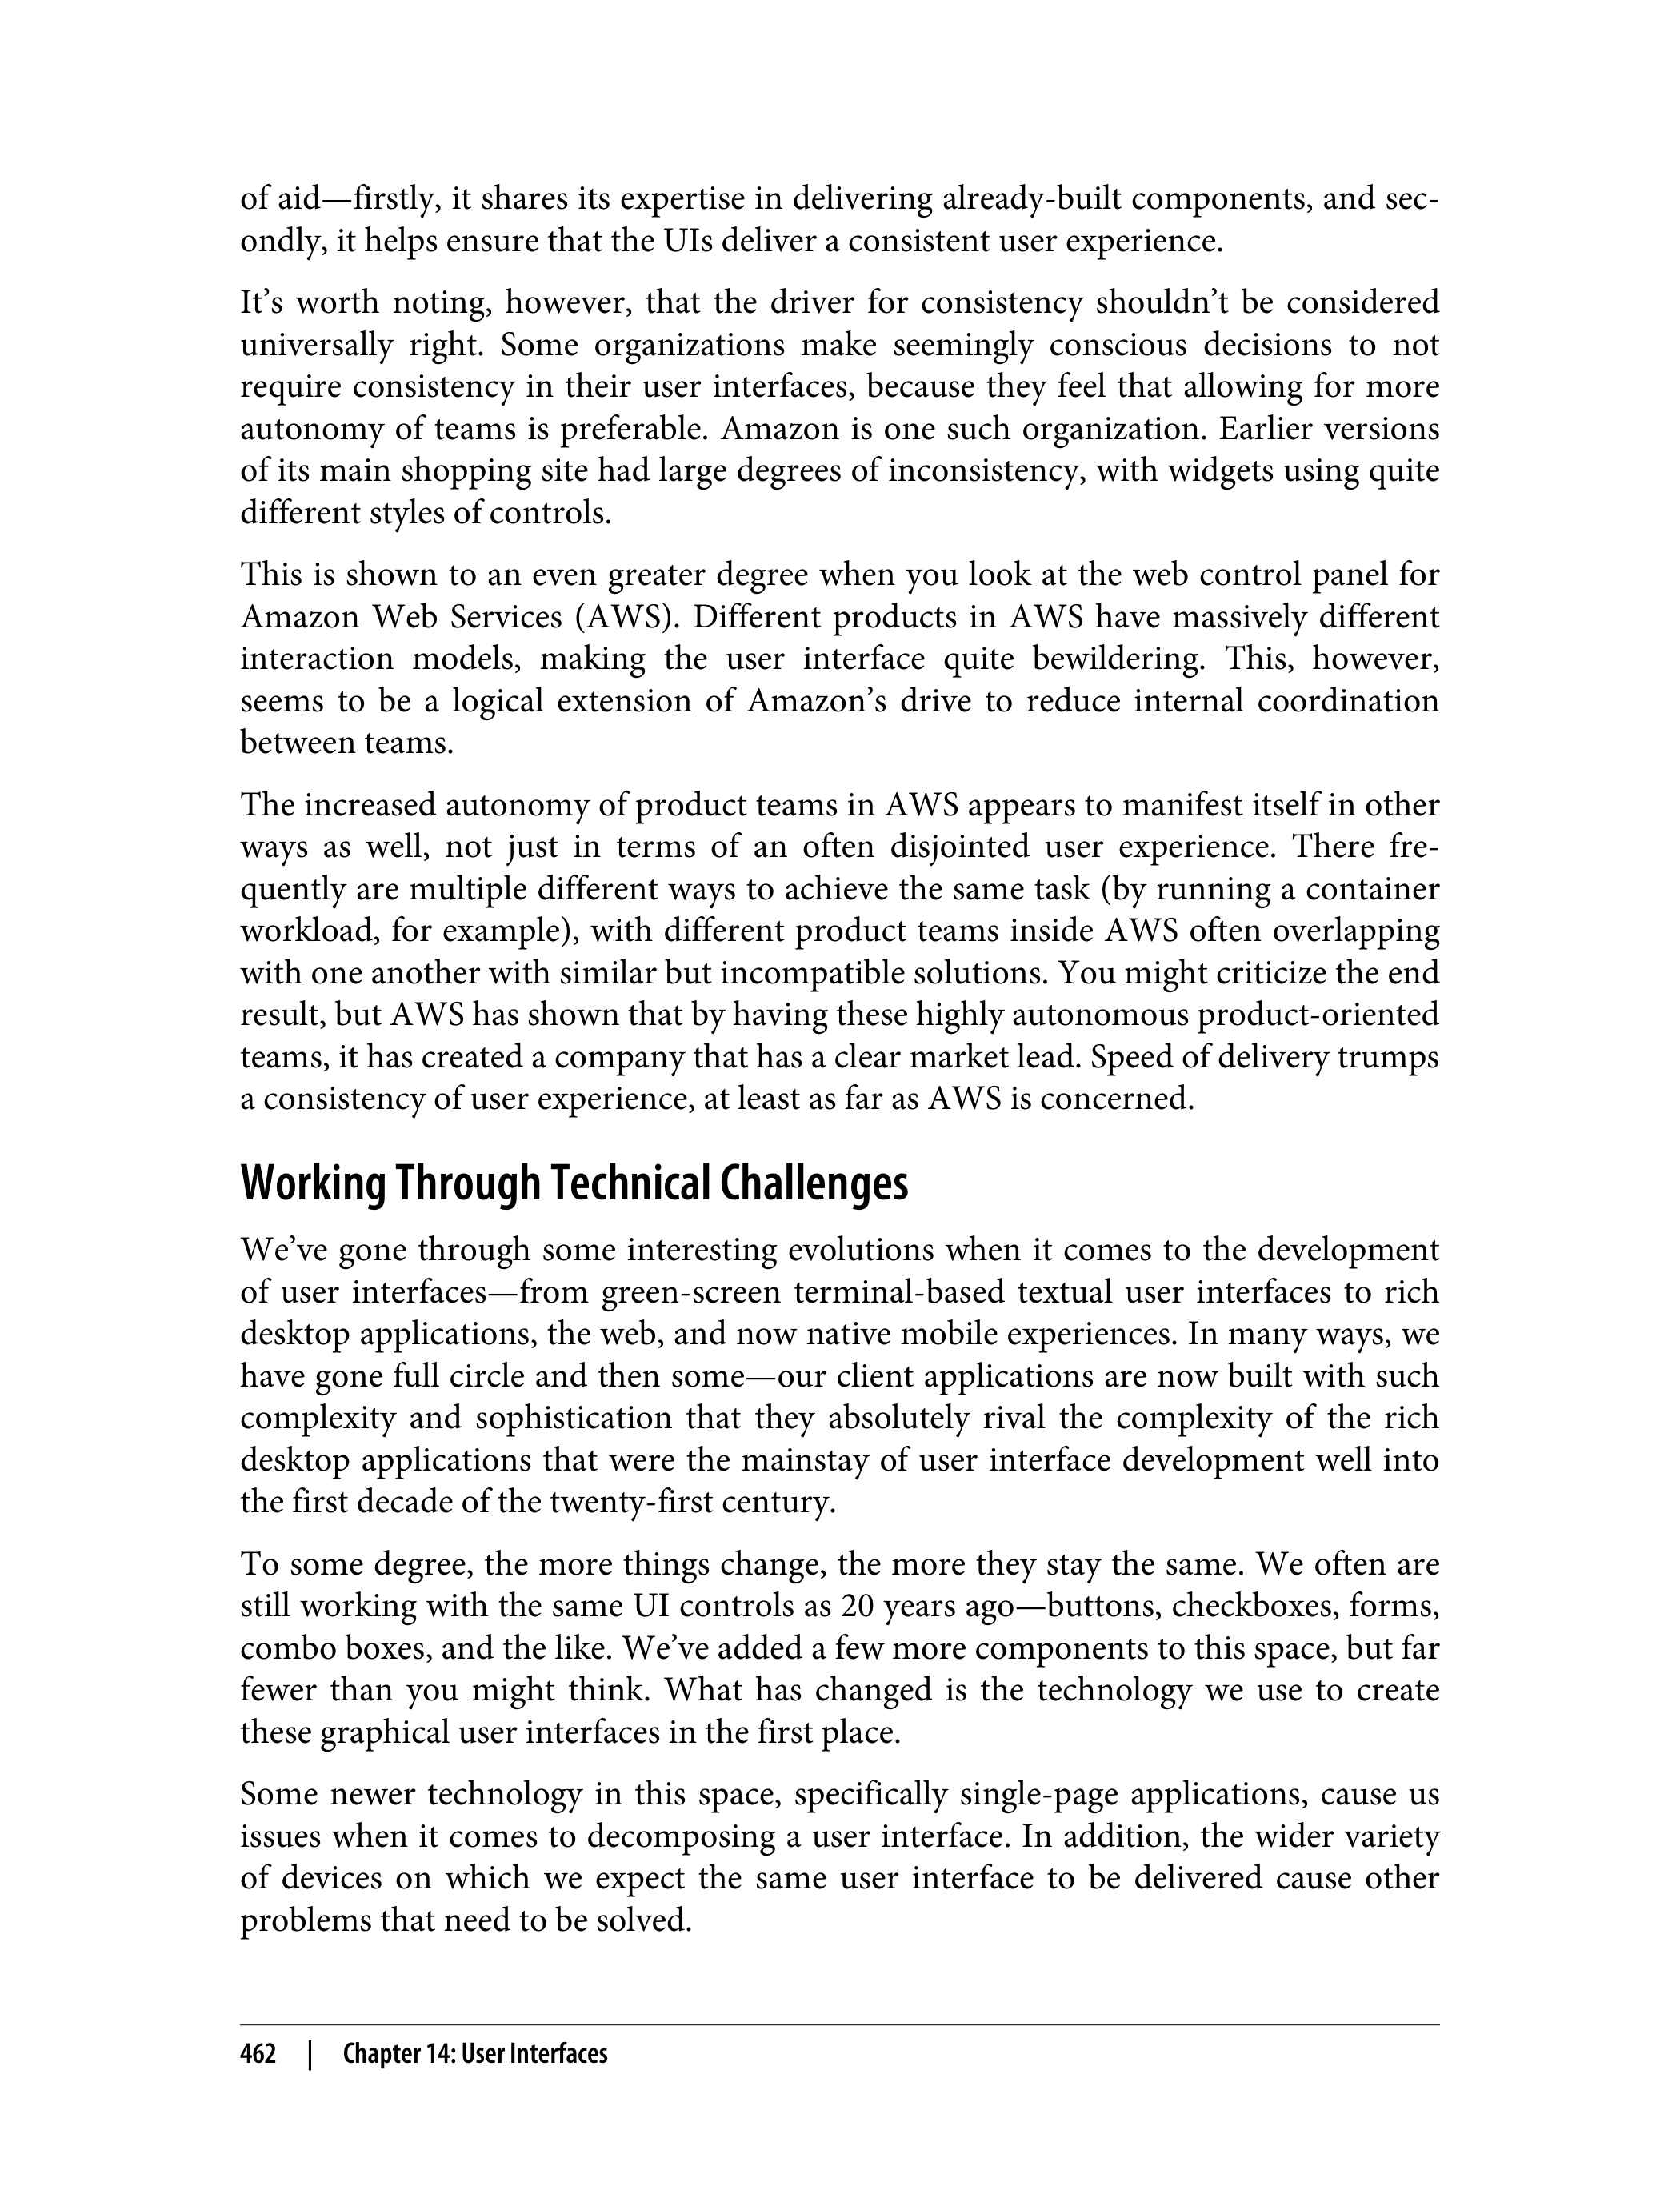 of aid—firstly, it shares its expertise in delivering already-built components, and sec-
ondly, it helps ensure that the UIs deliver a consistent user experience.
It’s worth noting, however, that the driver for consistency shouldn’t be considered
universally right. Some organizations make seemingly conscious decisions to not
require consistency in their user interfaces, because they feel that allowing for more
autonomy of teams is preferable. Amazon is one such organization. Earlier versions
of its main shopping site had large degrees of inconsistency, with widgets using quite
different styles of controls.
This is shown to an even greater degree when you look at the web control panel for
Amazon Web Services (AWS). Different products in AWS have massively different
interaction models, making the user interface quite bewildering. This, however,
seems to be a logical extension of Amazon’s drive to reduce internal coordination
between teams.
The increased autonomy of product teams in AWS appears to manifest itself in other
ways as well, not just in terms of an often disjointed user experience. There fre-
quently are multiple different ways to achieve the same task (by running a container
workload, for example), with different product teams inside AWS often overlapping
with one another with similar but incompatible solutions. You might criticize the end
result, but AWS has shown that by having these highly autonomous product-oriented
teams, it has created a company that has a clear market lead. Speed of delivery trumps
a consistency of user experience, at least as far as AWS is concerned.
Working Through Technical Challenges
We’ve gone through some interesting evolutions when it comes to the development
of user interfaces—from green-screen terminal-based textual user interfaces to rich
desktop applications, the web, and now native mobile experiences. In many ways, we
have gone full circle and then some—our client applications are now built with such
complexity and sophistication that they absolutely rival the complexity of the rich
desktop applications that were the mainstay of user interface development well into
the first decade of the twenty-first century.
To some degree, the more things change, the more they stay the same. We often are
still working with the same UI controls as 20 years ago—buttons, checkboxes, forms,
combo boxes, and the like. We’ve added a few more components to this space, but far
fewer than you might think. What has changed is the technology we use to create
these graphical user interfaces in the first place.
Some newer technology in this space, specifically single-page applications, cause us
issues when it comes to decomposing a user interface. In addition, the wider variety
of devices on which we expect the same user interface to be delivered cause other
problems that need to be solved.
462 | Chapter 14: User Interfaces